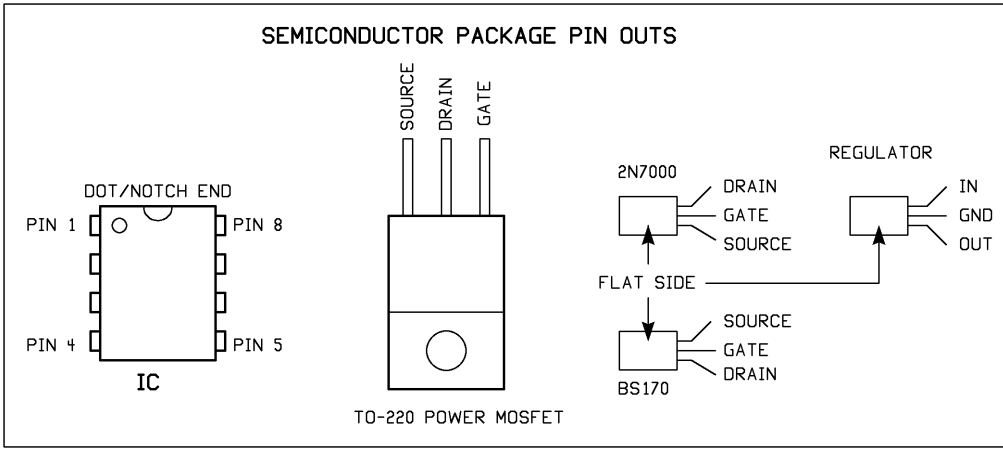 SEMICONDUCTOR PACKAGE PIN OUTS
DOT/NOTCH END
PIN 1
PIN 8
PIN 4
PIN 5
IC
SOURCE
DRAIN
GATE
TO-220 POWER MOSFET
2N7000
DRAIN
GATE
SOURCE
FLAT SIDE
SOURCE
GATE
DRAIN
BS170
REGULATOR
IN
GND
OUT